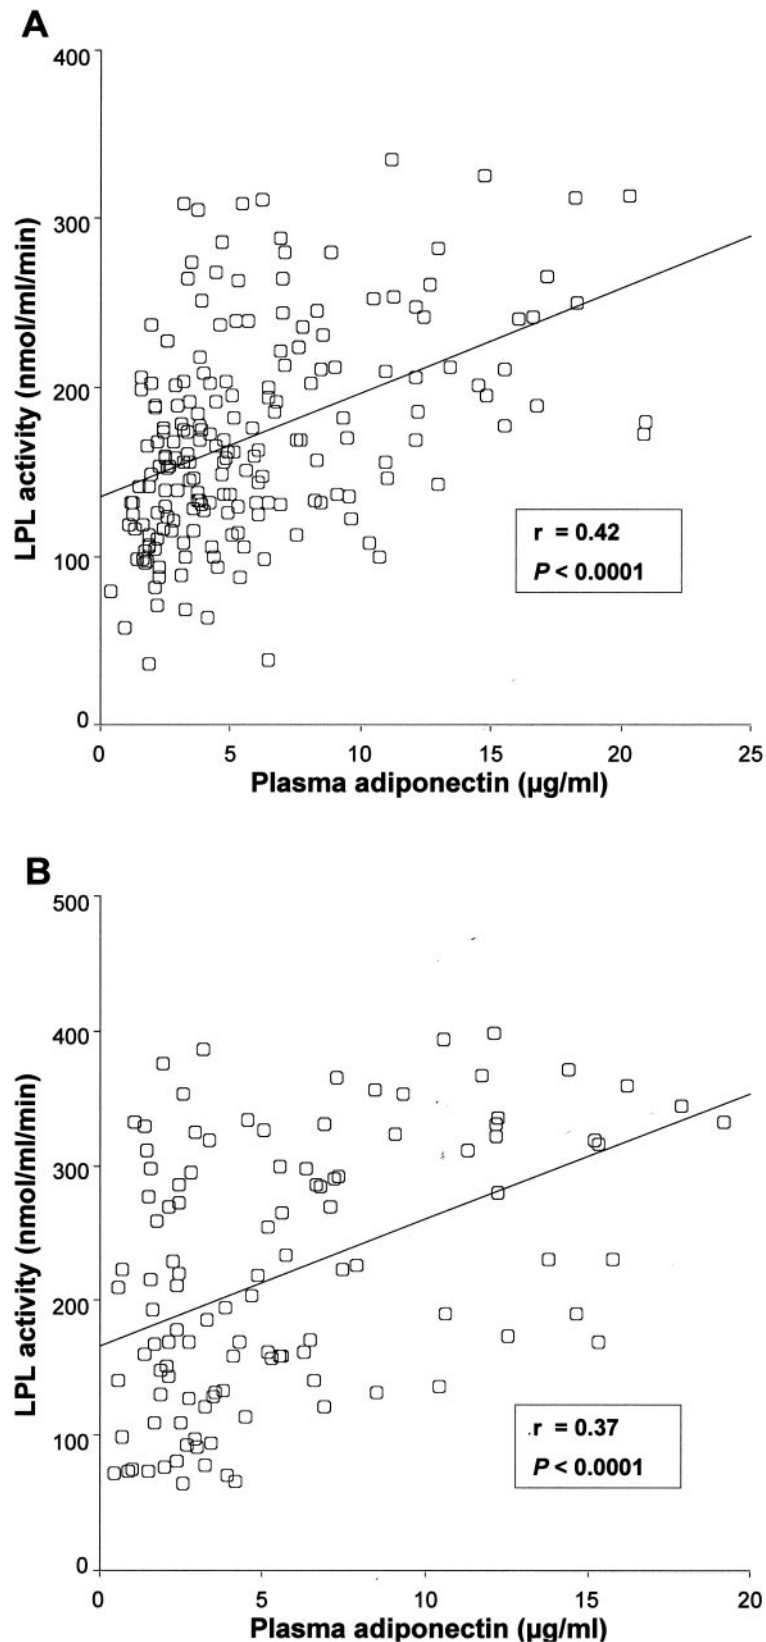 A
400
300
200
100
0
LPL activity (nmol/ml/min)
r = 0.42
P < 0.0001
0 5 10 15 20 25
Plasma adiponectin (µg/ml)
B
500
400
300
200
100
0
LPL activity (nmol/ml/min)
r = 0.37
P < 0.0001
0 5 10 15 20
Plasma adiponectin (µg/ml)